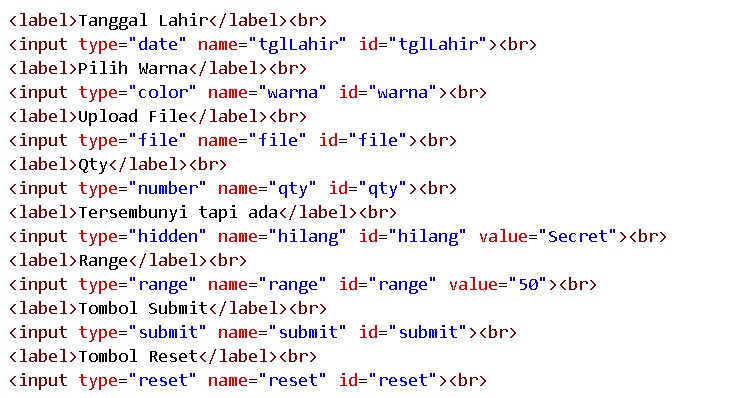 <label>Tanggal Lahir</label><br>
<input type="date" name="tglLahir" id="tglLahir"><br>
<label>Pilih Warna</label><br>
<input type="color" name="warna" id="warna"><br>
<label>Upload File</label><br>
<input type="file" name="file" id="file"><br>
<label>Qty</label><br>
<input type="number" name="qty" id="qty"><br>
<label>Tersembunyi tapi ada</label><br>
<input type="hidden" name="hilang" id="hilang" value="Secret"><br>
<label>Range</label><br>
<input type="range" name="range" id="range" value="50"><br>
<label>Tombol Submit</label><br>
<input type="submit" name="submit" id="submit"><br>
<label>Tombol Reset</label><br>
<input type="reset" name="reset" id="reset"><br>